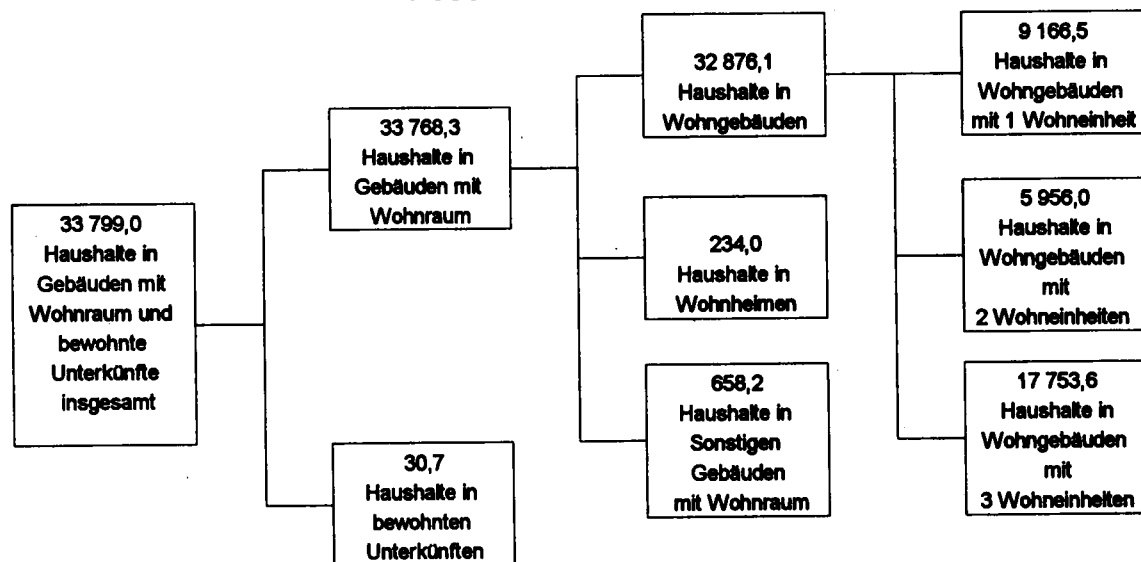 33 799,0
Haushalte in
Gebäuden mit
Wohnraum und
bewohnte
Unterkünfte
insgesamt
33 768,3
Haushalte in
Gebäuden mit
Wohnraum
30,7
Haushalte in
bewohnten
Unterkünften
32 876,1
Haushalte in
Wohngebäuden
234,0
Haushalte in
Wohnheimen
658,2
Haushalte in
Sonstigen
Gebäuden
mit Wohnraum
9 166,5
Haushalte in
Wohngebäuden
mit 1 Wohneinheit
5 956,0
Haushalte in
Wohngebäuden
mit
2 Wohneinheiten
17 753,6
Haushalte in
Wohngebäuden
mit
3 Wohneinheiten